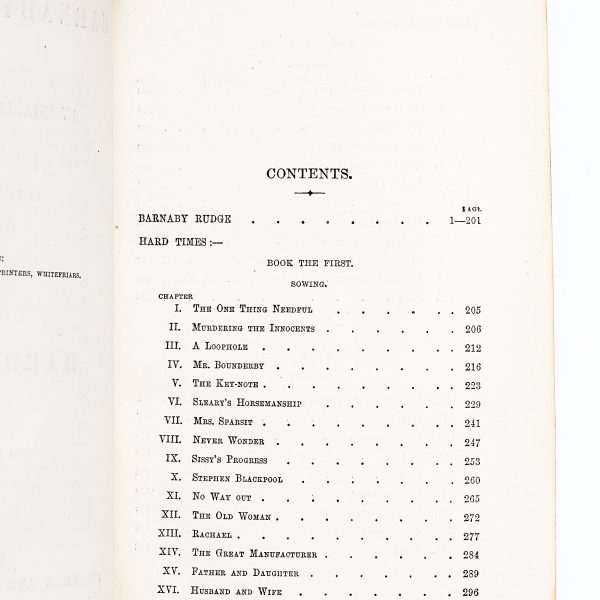 PRINTERS, WHITEFRIARS.
CONTENTS.
PAGE
BARNABY RUDGE . . . . . . . . 1—201
HARD TIMES:—
BOOK THE FIRST.
SOWING.
CHAPTER
I. THE ONE THING NEEDFUL . . . . . 205
II. MURDERING THE INNOCENTS . . . . . 206
III. A LOOPHOLE . . . . . . . 212
IV. MR. BOUNDERBY . . . . . . . 216
V. THE KEY-NOTE . . . . . . . 223
VI. SLEARY'S HORSEMANSHIP . . . . . 229
VII. MRS. SPARSIT . . . . . . . 241
VIII. NEVER WONDER . . . . . . . 247
IX. SISSY'S PROGRESS . . . . . . 253
X. STEPHEN BLACKPOOL . . . . . . 260
XI. NO WAY OUT . . . . . . . 265
XII. THE OLD WOMAN . . . . . . . 272
XIII. RACHAEL . . . . . . . . 277
XIV. THE GREAT MANUFACTURER . . . . . 284
XV. FATHER AND DAUGHTER . . . . . 289
XVI. HUSBAND AND WIFE . . . . . . 296